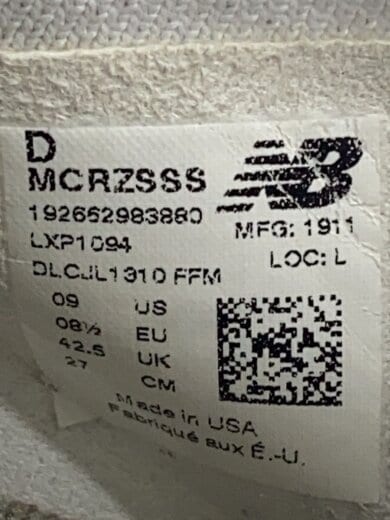 D
MCRZSSS
NB
192662983880
MFG: 1911
LXP1094
LOC: L
DLCJL1310 FFM
09 US
08½ EU
42.5 UK
27 CM
Made in USA
Fabriqué aux É.-U.